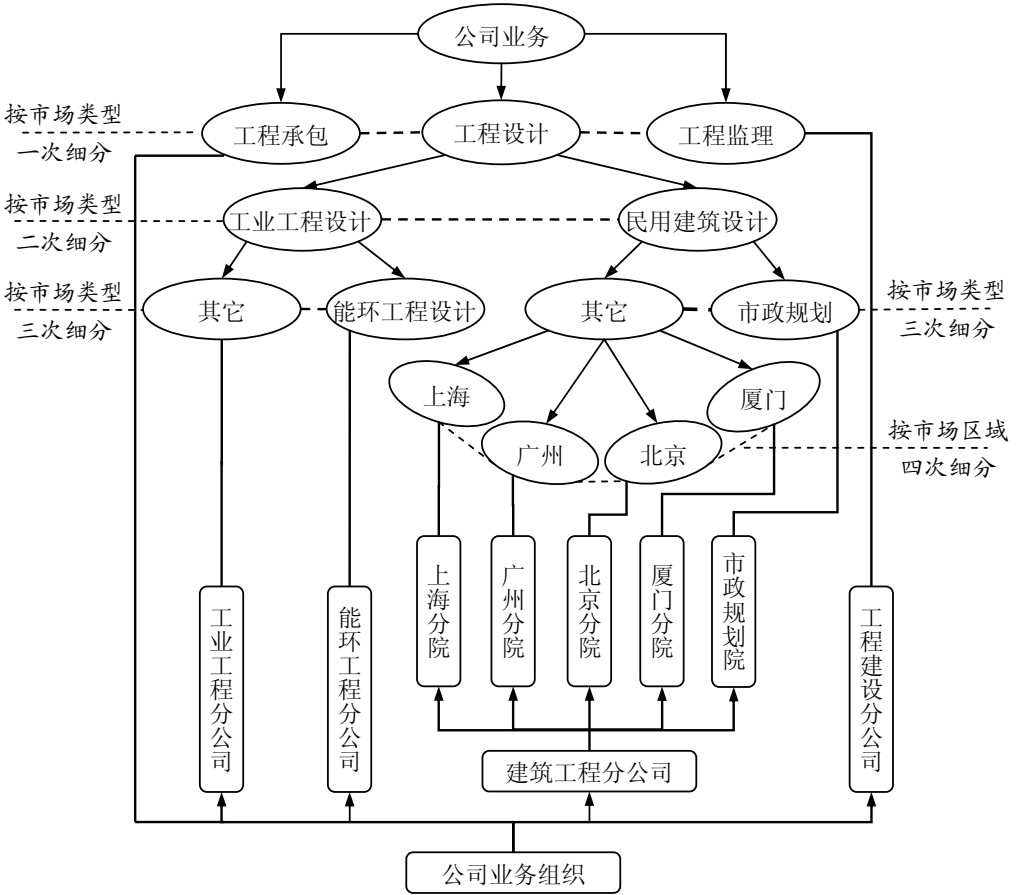 公司业务
按市场类型
一次细分
工程承包
工程设计
工程监理
按市场类型
二次细分
工业工程设计
民用建筑设计
按市场类型
三次细分
其它
能环工程设计
其它
市政规划
按市场类型
三次细分
上海
广州
北京
厦门
按市场区域
四次细分
工业工程分公司
能环工程分公司
上海分院
广州分院
北京分院
厦门分院
市政规划院
工程建设分公司
建筑工程分公司
公司业务组织